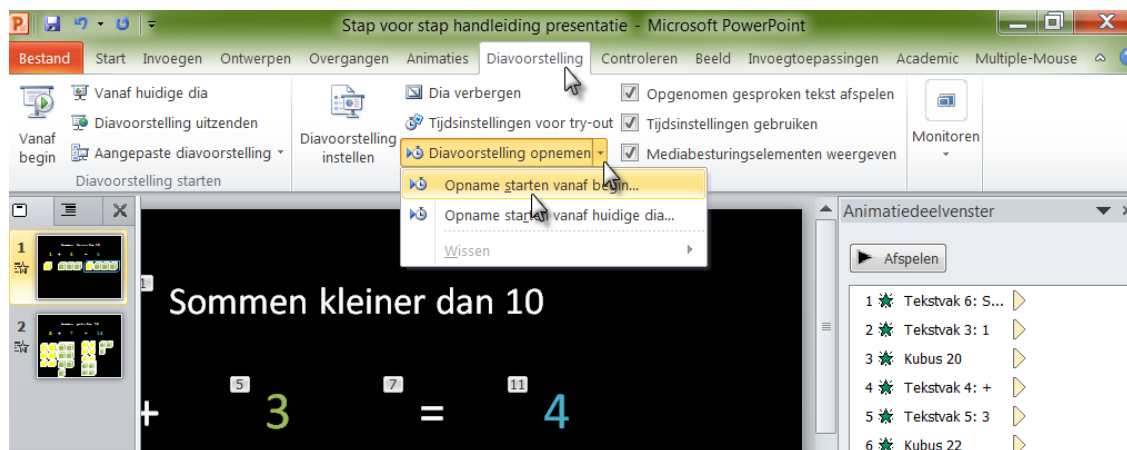 Stap voor stap handleiding presentatie - Microsoft PowerPoint
Bestand Start Invoegen Ontwerpen Overgangen Animaties Diavoorstelling Controleren Beeld Invoegtoepassingen Academic Multiple-Mouse
Vanaf begin
Vanaf huidige dia
Diavoorstelling uitzenden
Aangepaste diavoorstelling
Diavoorstelling starten
Diavoorstelling instellen
Dia verbergen
Tijdsinstellingen voor try-out
Diavoorstelling opnemen
Opgenomen gesproken tekst afspelen
Tijdsinstellingen gebruiken
Mediabesturingselementen weergeven
Monitoren
Opname starten vanaf begin...
Opname starten vanaf huidige dia...
Wissen
1
2
1
Sommen kleiner dan 10
5 7 11
+ 3 = 4
Animatiedeelvenster
Afspelen
1 Tekstvak 6: S...
2 Tekstvak 3: 1
3 Kubus 20
4 Tekstvak 4: +
5 Tekstvak 5: 3
6 Kubus 22